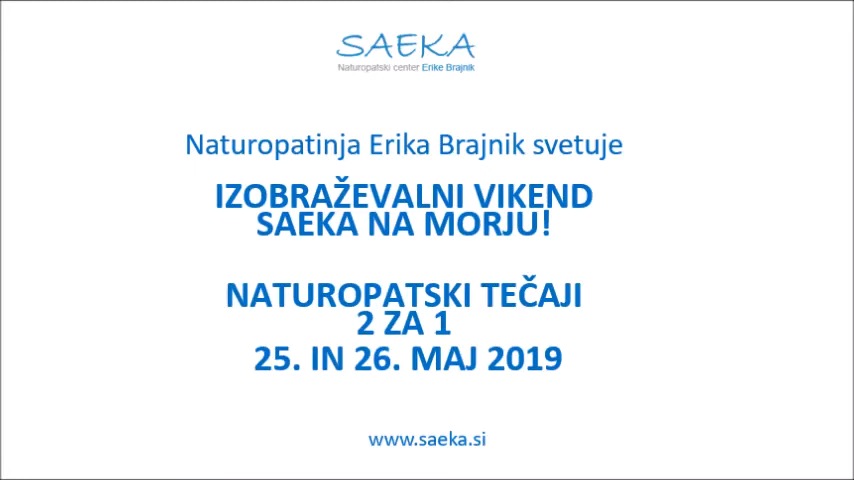 SAEKA
Naturopatski center Erike Brajnik
Naturopatinja Erika Brajnik svetuje
IZOBRAŽEVALNI VIKEND
SAEKA NA MORJU!
NATUROPATSKI TEČAJI
2 ZA 1
25. IN 26. MAJ 2019
www.saeka.si